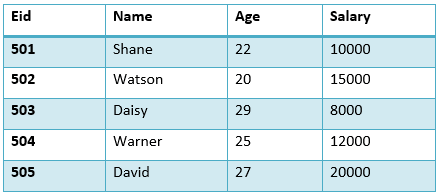 Eid Name Age Salary
501 Shane 22 10000
502 Watson 20 15000
503 Daisy 29 8000
504 Warner 25 12000
505 David 27 20000